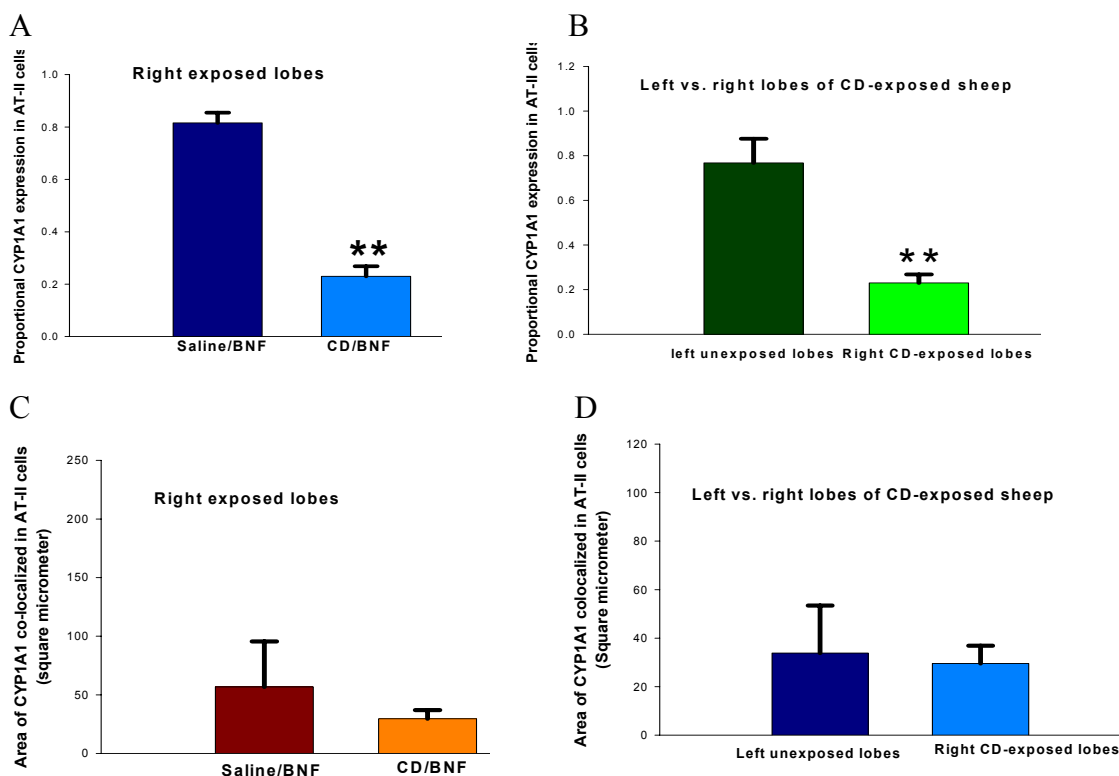 A
Proportional CYP1A1 expression in AT-II cells
Right exposed lobes
1.0
0.8
0.6
0.4
0.2
0.0
**
Saline/BNF
CD/BNF
B
Proportional CYP1A1 expression in AT-II cells
Left vs. right lobes of CD-exposed sheep
1.2
1.0
0.8
0.6
0.4
0.2
0.0
**
left unexposed lobes
Right CD-exposed lobes
C
Area of CYP1A1 co-localized in AT-II cells
(square micrometer)
Right exposed lobes
250
200
150
100
50
0
Saline/BNF
CD/BNF
D
Area of CYP1A1 colocalized in AT-II cells
(Square micrometer)
Left vs. right lobes of CD-exposed sheep
120
100
80
60
40
20
0
Left unexposed lobes
Right CD-exposed lobes